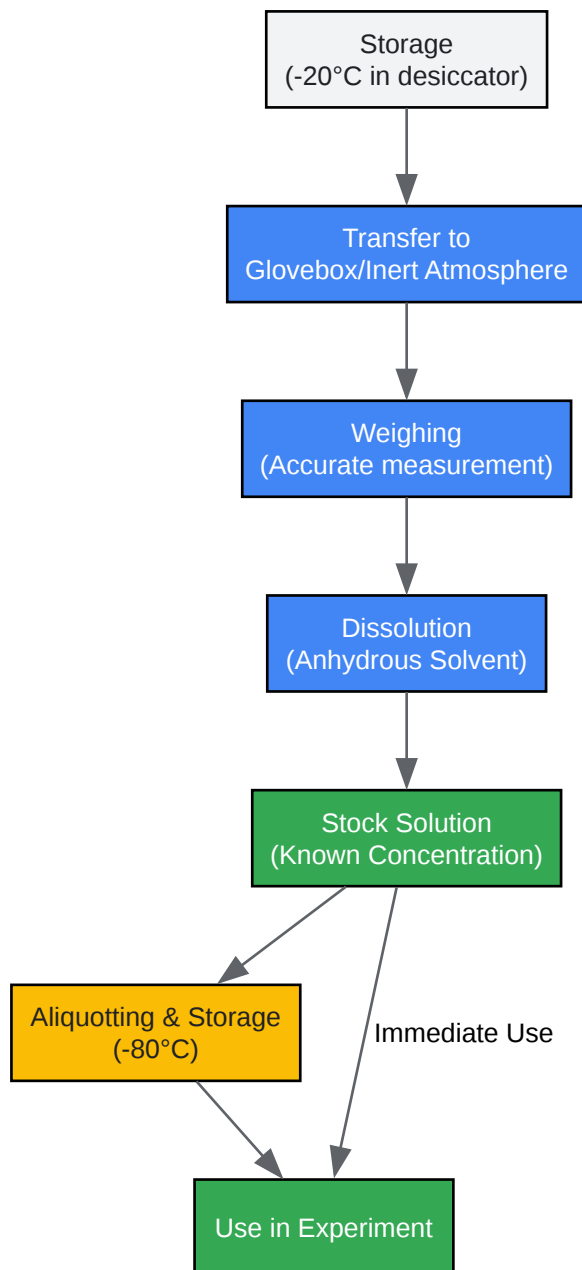 Storage
(-20°C in desiccator)
Transfer to
Glovebox/Inert Atmosphere
Weighing
(Accurate measurement)
Dissolution
(Anhydrous Solvent)
Stock Solution
(Known Concentration)
Aliquotting & Storage
(-80°C)
Immediate Use
Use in Experiment